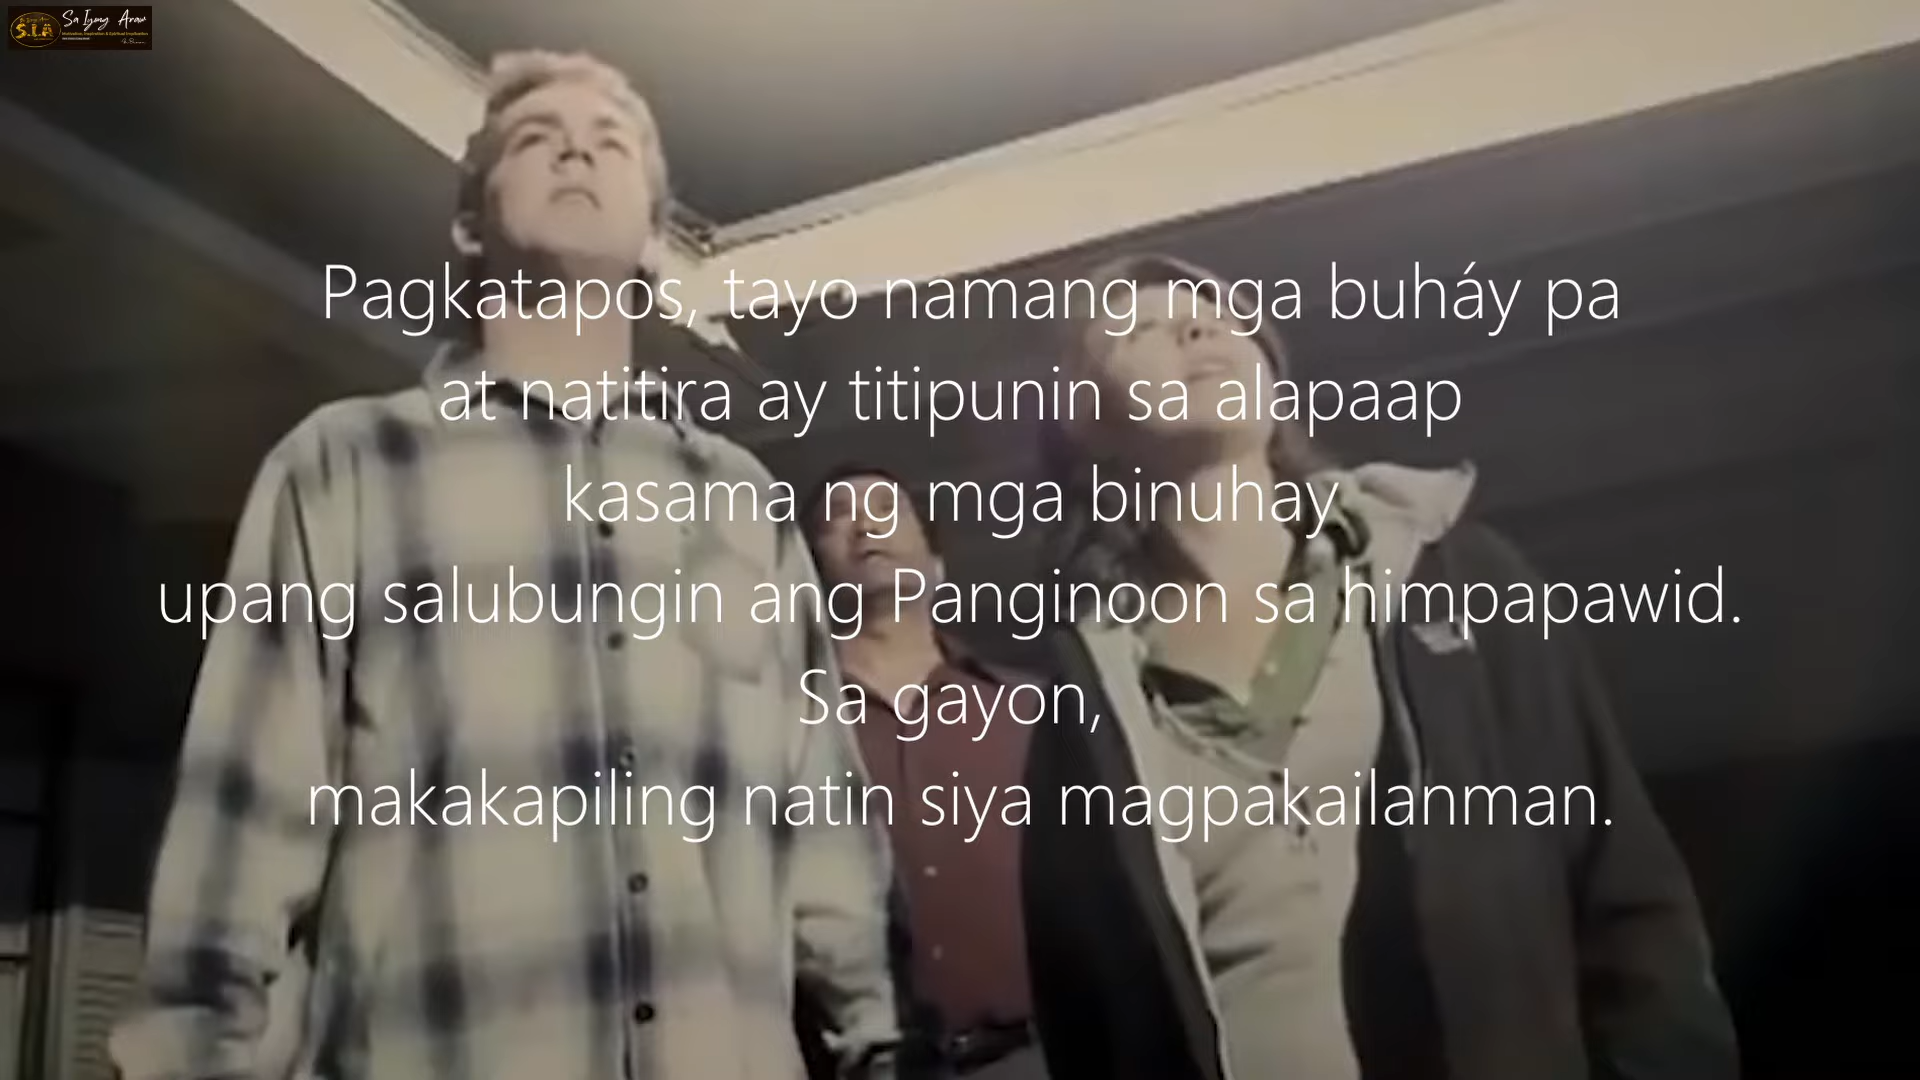 S.I.A
Sa Iyong Araw
Pagkatapos, tayo namang mga buháy pa
at natitira ay titipunin sa alapaap
kasama ng mga binuhay
upang salubungin ang Panginoon sa himpapawid.
Sa gayon,
makakapiling natin siya magpakailanman.